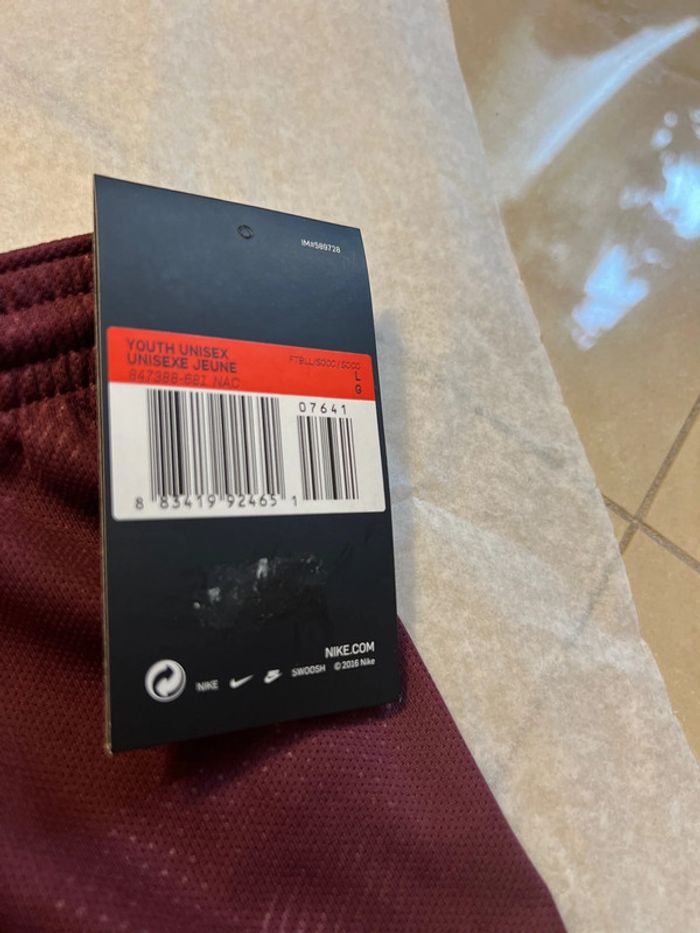 IM#589728
YOUTH UNISEX
UNISEXE JEUNE
847388-681 NAC
FTBLL/SOCC/SOCC
L
G
07641
8 83419 92465 1
NIKE.COM
NIKE SWOOSH © 2016 Nike